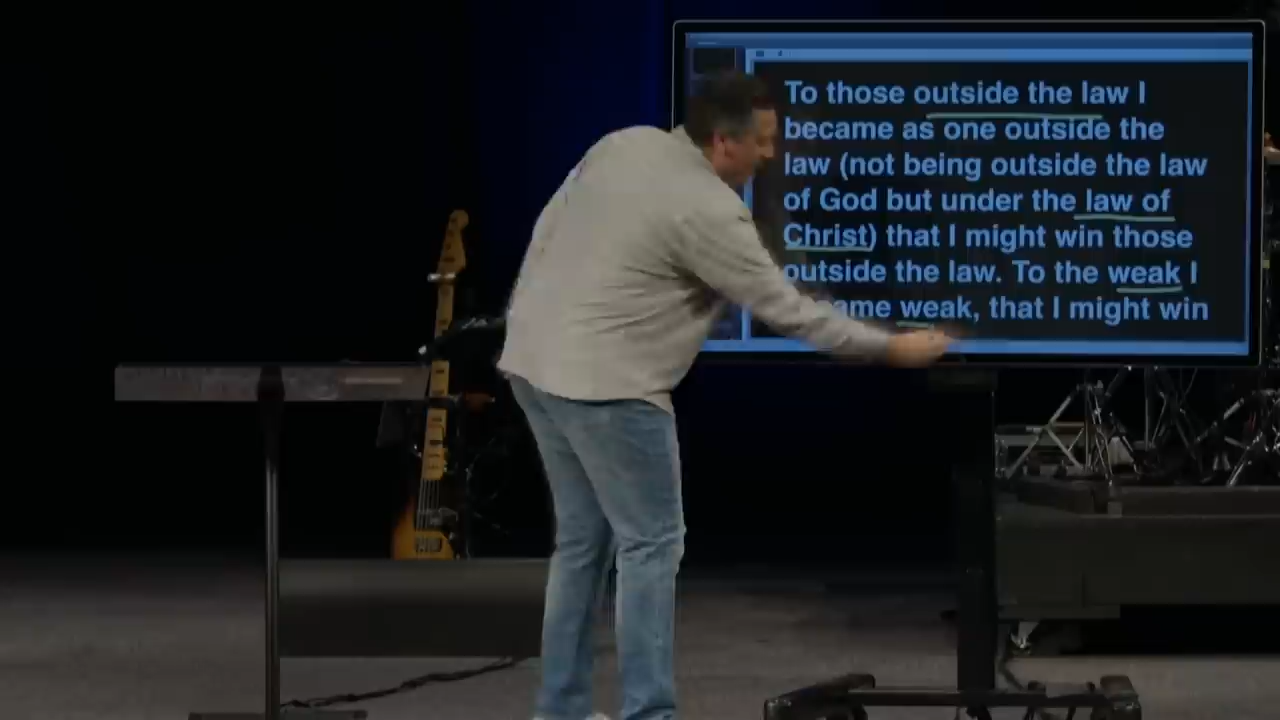 To those outside the law I
became as one outside the
law (not being outside the law
of God but under the law of
Christ) that I might win those
outside the law. To the weak I
ame weak, that I might win